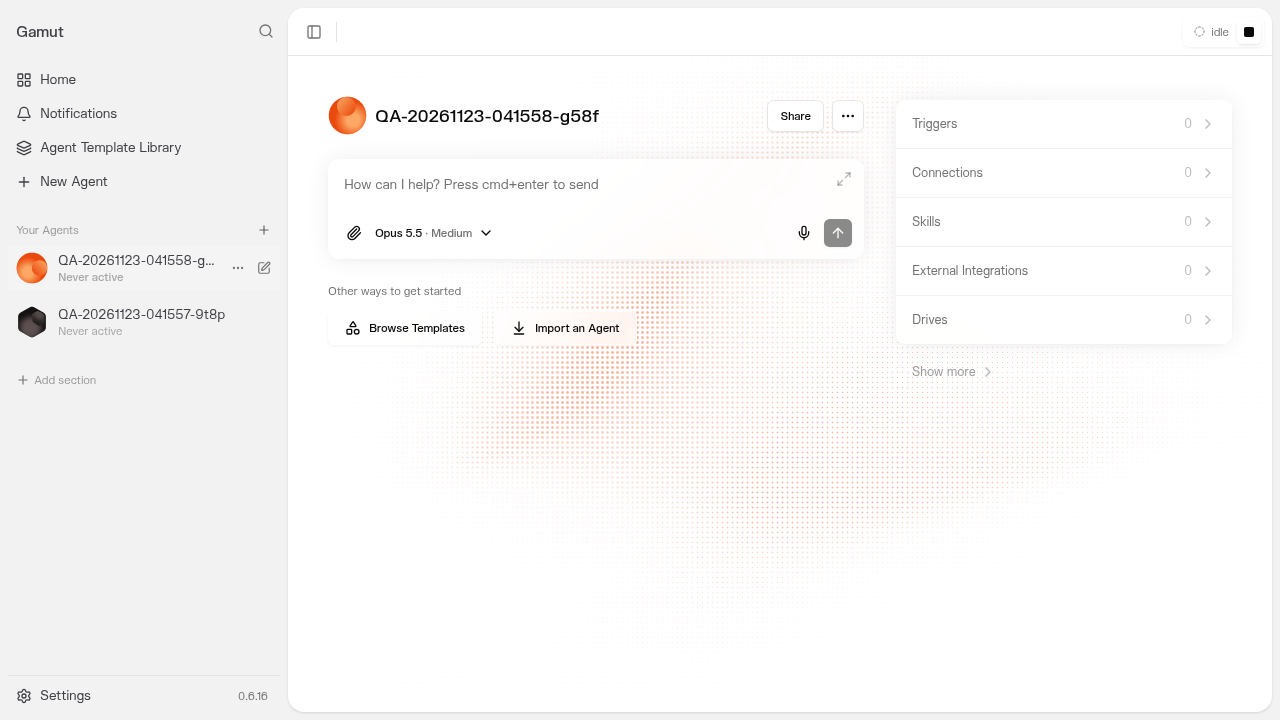 Gamut
Home
Notifications
Agent Template Library
New Agent
Your Agents
QA-20261123-041558-g...
Never active
QA-20261123-041557-9t8p
Never active
Add section
Settings
0.6.16
idle
QA-20261123-041558-g58f
Share
How can I help? Press cmd+enter to send
Opus 5.5 · Medium
Other ways to get started
Browse Templates
Import an Agent
Triggers 0
Connections 0
Skills 0
External Integrations 0
Drives 0
Show more